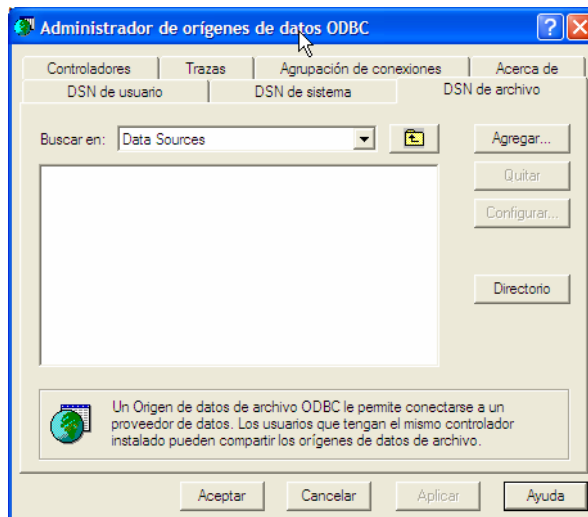 Administrador de orígenes de datos ODBC
Controladores Trazas Agrupación de conexiones Acerca de
DSN de usuario DSN de sistema DSN de archivo
Buscar en: Data Sources Agregar...
Quitar
Configurar...
Directorio
Un Origen de datos de archivo ODBC le permite conectarse a un
proveedor de datos. Los usuarios que tengan el mismo controlador
instalado pueden compartir los orígenes de datos de archivo.
Aceptar Cancelar Aplicar Ayuda